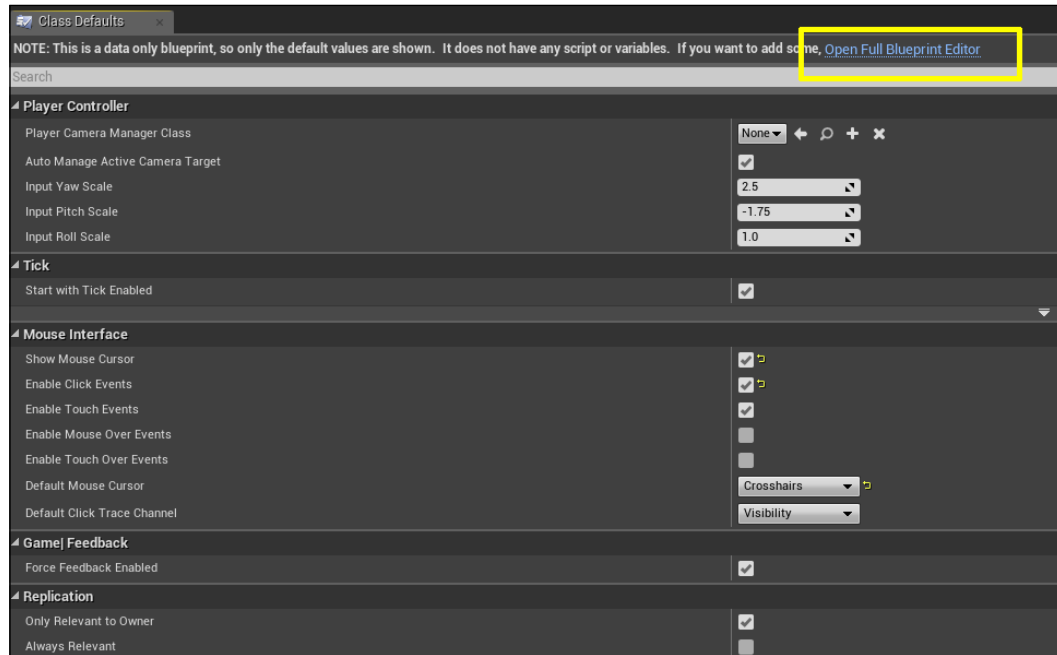 Class Defaults
NOTE: This is a data only blueprint, so only the default values are shown. It does not have any script or variables. If you want to add some, Open Full Blueprint Editor
Search
Player Controller
Player Camera Manager Class None
Auto Manage Active Camera Target
Input Yaw Scale 2.5
Input Pitch Scale -1.75
Input Roll Scale 1.0
Tick
Start with Tick Enabled
Mouse Interface
Show Mouse Cursor
Enable Click Events
Enable Touch Events
Enable Mouse Over Events
Enable Touch Over Events
Default Mouse Cursor Crosshairs
Default Click Trace Channel Visibility
Game| Feedback
Force Feedback Enabled
Replication
Only Relevant to Owner
Always Relevant